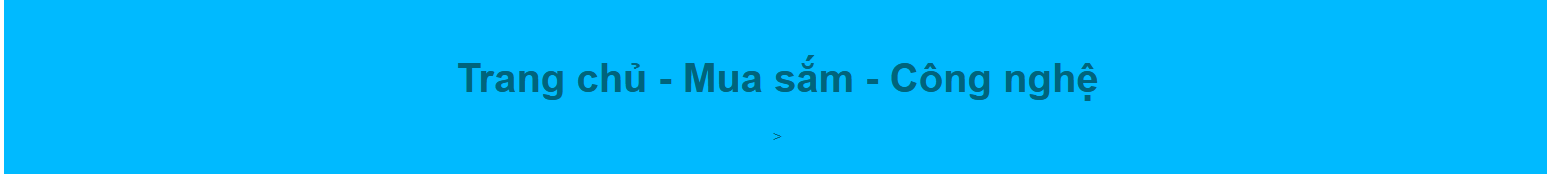 Trang chủ - Mua sắm - Công nghệ
>